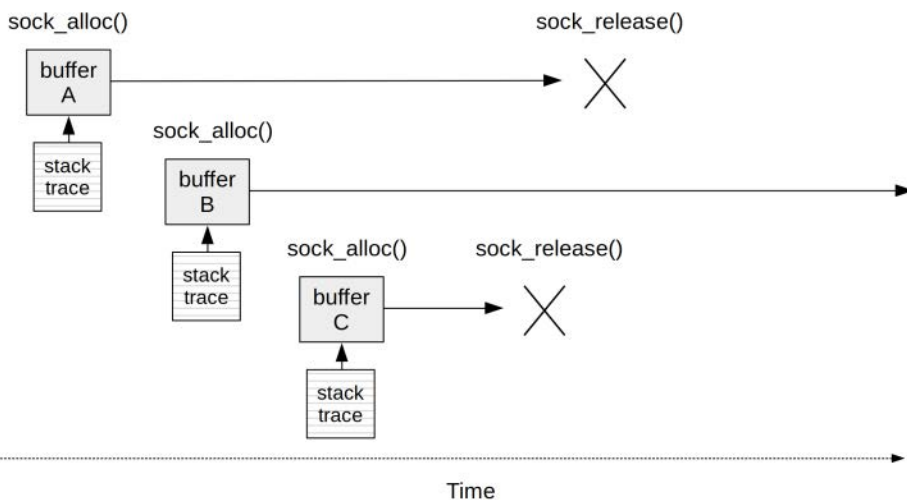 sock_alloc()
sock_release()
buffer
A
stack
trace
sock_alloc()
buffer
B
stack
trace
sock_alloc()
sock_release()
buffer
C
stack
trace
Time